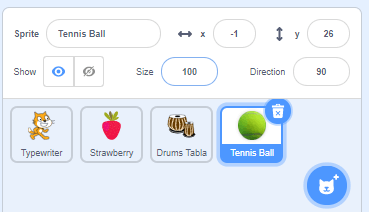 Sprite Tennis Ball x -1 y 26
Show Size 100 Direction 90
Typewriter Strawberry Drums Tabla Tennis Ball